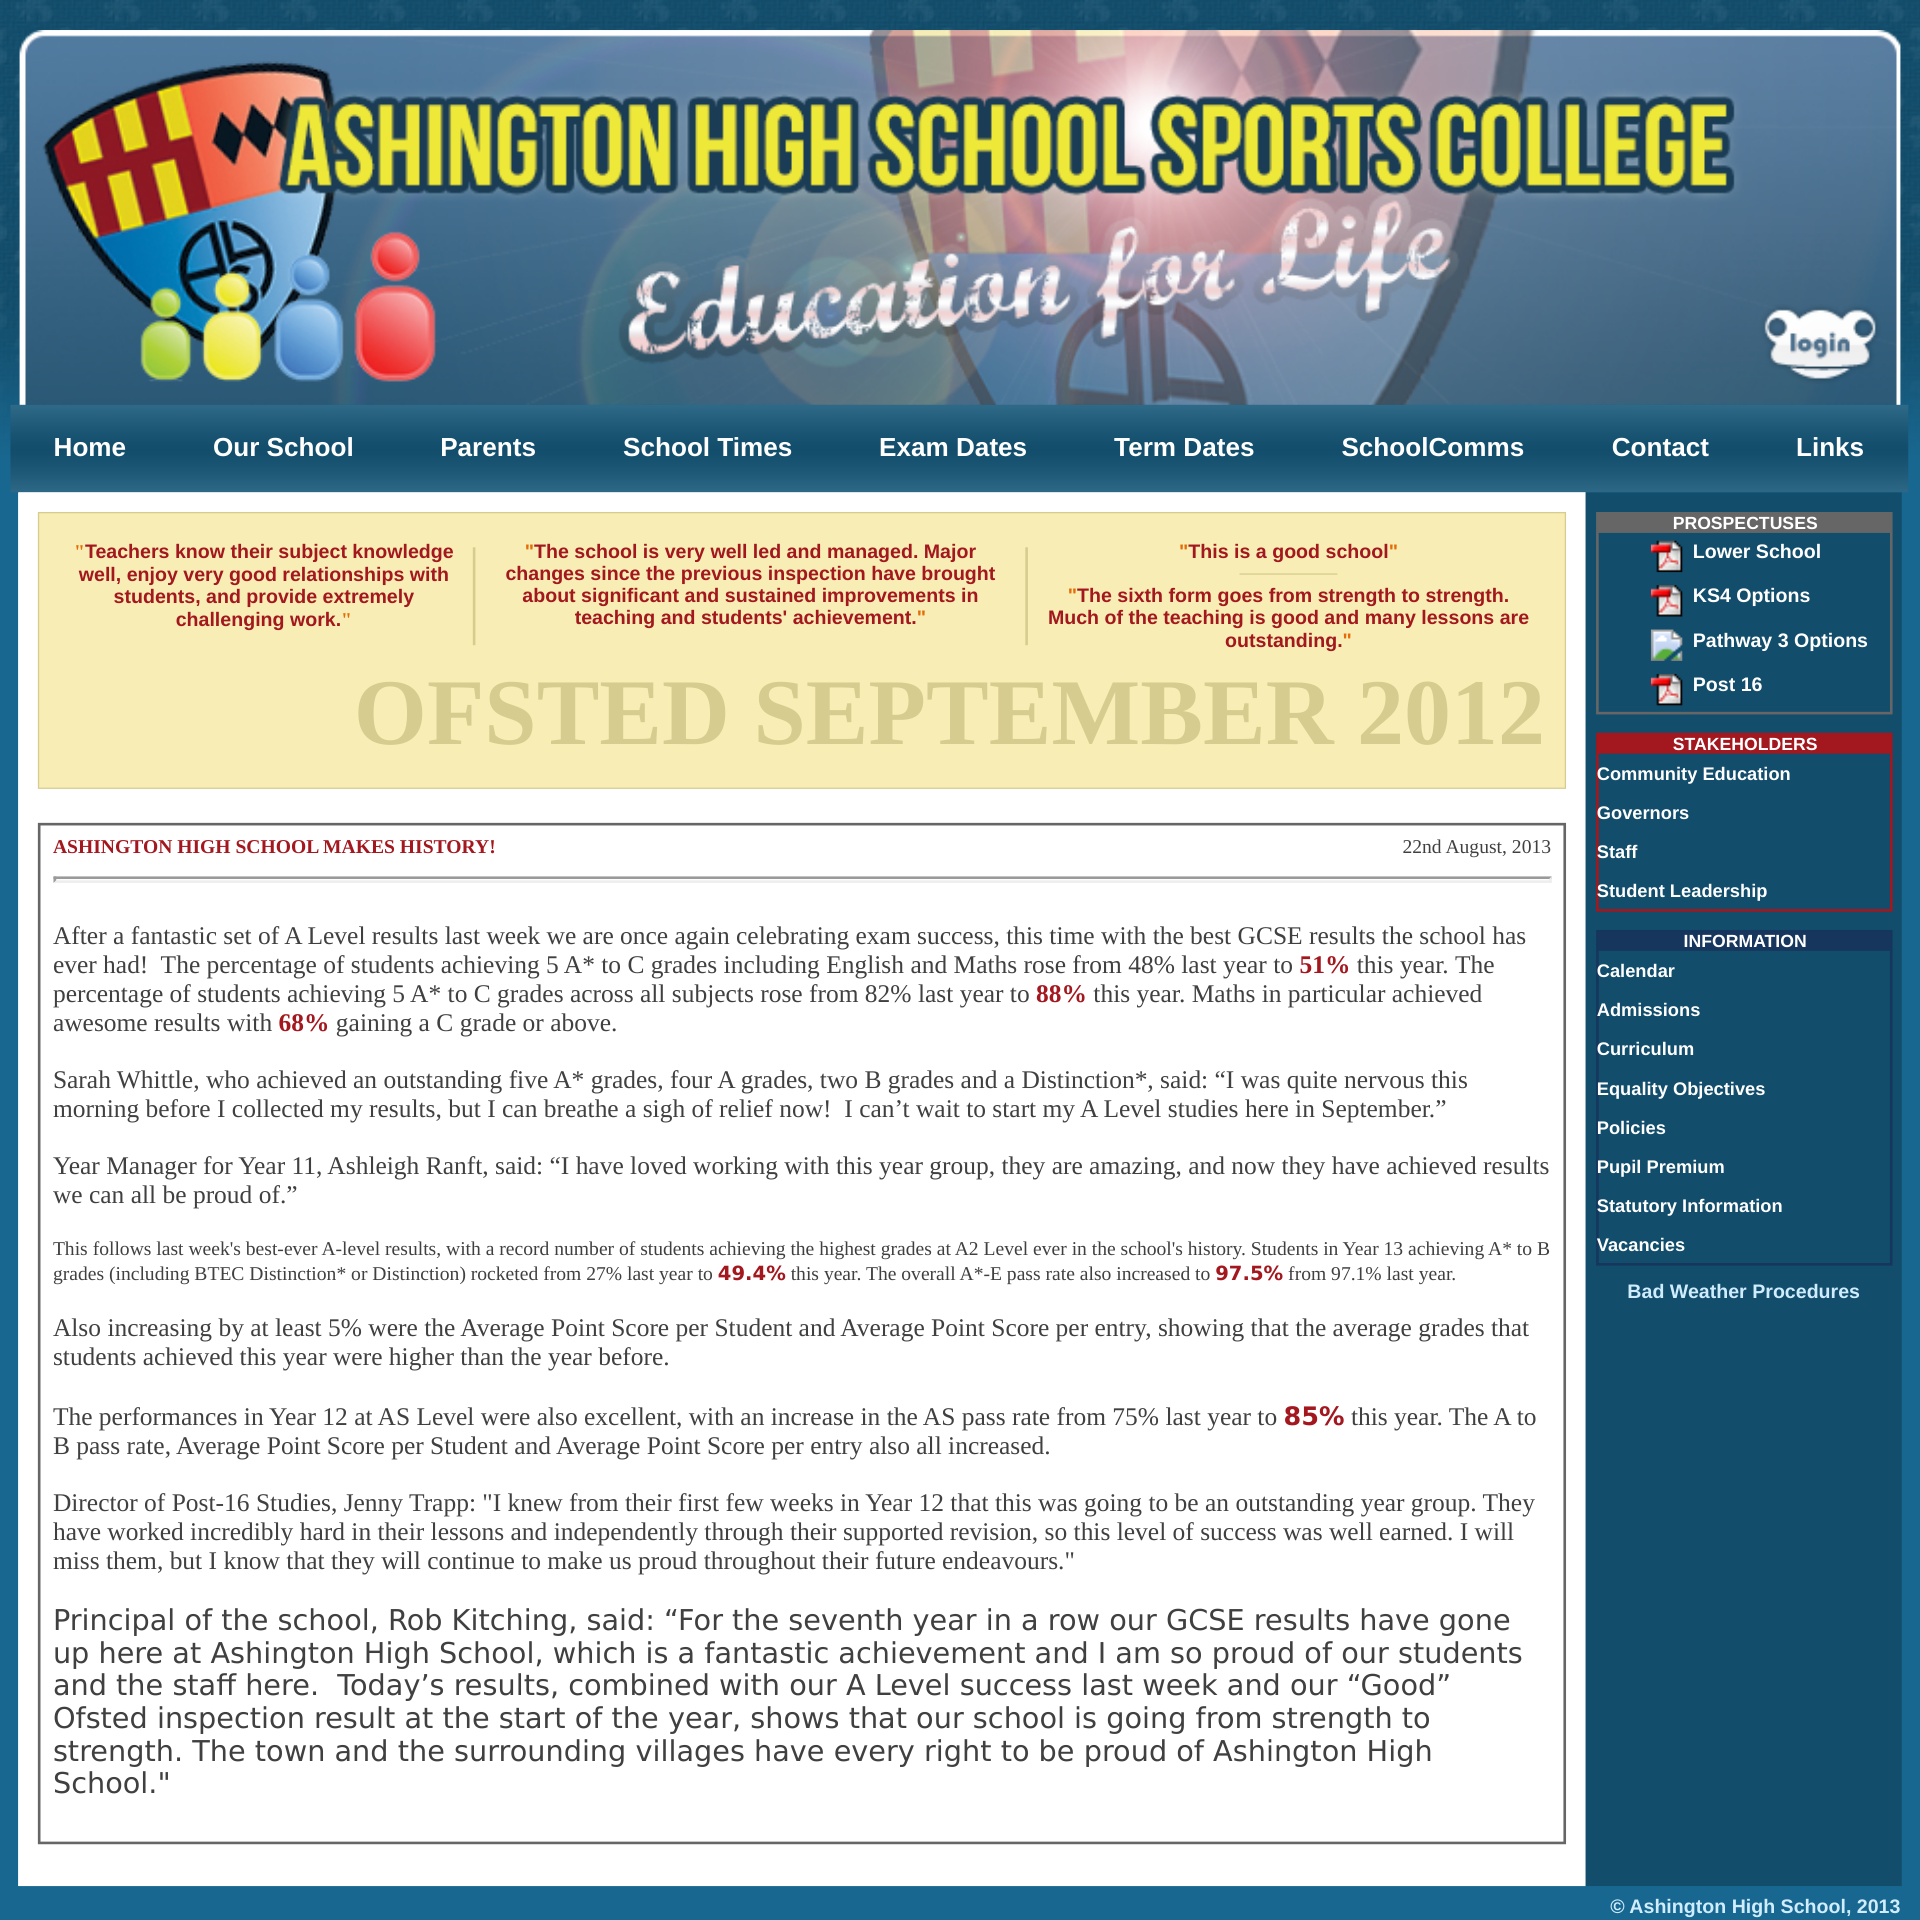 ASHINGTON HIGH SCHOOL SPORTS COLLEGE
Education for Life
login
Home Our School Parents School Times Exam Dates Term Dates SchoolComms Contact Links
"Teachers know their subject knowledge
well, enjoy very good relationships with
students, and provide extremely
challenging work."
"The school is very well led and managed. Major
changes since the previous inspection have brought
about significant and sustained improvements in
teaching and students' achievement."
"This is a good school"
"The sixth form goes from strength to strength.
Much of the teaching is good and many lessons are
outstanding."
OFSTED SEPTEMBER 2012
ASHINGTON HIGH SCHOOL MAKES HISTORY! 22nd August, 2013
After a fantastic set of A Level results last week we are once again celebrating exam success, this time with the best GCSE results the school has
ever had!  The percentage of students achieving 5 A* to C grades including English and Maths rose from 48% last year to 51% this year. The
percentage of students achieving 5 A* to C grades across all subjects rose from 82% last year to 88% this year. Maths in particular achieved
awesome results with 68% gaining a C grade or above.
Sarah Whittle, who achieved an outstanding five A* grades, four A grades, two B grades and a Distinction*, said: “I was quite nervous this
morning before I collected my results, but I can breathe a sigh of relief now!  I can’t wait to start my A Level studies here in September.”
Year Manager for Year 11, Ashleigh Ranft, said: “I have loved working with this year group, they are amazing, and now they have achieved results
we can all be proud of.”
This follows last week's best-ever A-level results, with a record number of students achieving the highest grades at A2 Level ever in the school's history. Students in Year 13 achieving A* to B
grades (including BTEC Distinction* or Distinction) rocketed from 27% last year to 49.4% this year. The overall A*-E pass rate also increased to 97.5% from 97.1% last year.
Also increasing by at least 5% were the Average Point Score per Student and Average Point Score per entry, showing that the average grades that
students achieved this year were higher than the year before.
The performances in Year 12 at AS Level were also excellent, with an increase in the AS pass rate from 75% last year to 85% this year. The A to
B pass rate, Average Point Score per Student and Average Point Score per entry also all increased.
Director of Post-16 Studies, Jenny Trapp: "I knew from their first few weeks in Year 12 that this was going to be an outstanding year group. They
have worked incredibly hard in their lessons and independently through their supported revision, so this level of success was well earned. I will
miss them, but I know that they will continue to make us proud throughout their future endeavours."
Principal of the school, Rob Kitching, said: “For the seventh year in a row our GCSE results have gone
up here at Ashington High School, which is a fantastic achievement and I am so proud of our students
and the staff here.  Today’s results, combined with our A Level success last week and our “Good”
Ofsted inspection result at the start of the year, shows that our school is going from strength to
strength. The town and the surrounding villages have every right to be proud of Ashington High
School."
PROSPECTUSES
Lower School
KS4 Options
Pathway 3 Options
Post 16
STAKEHOLDERS
Community Education
Governors
Staff
Student Leadership
INFORMATION
Calendar
Admissions
Curriculum
Equality Objectives
Policies
Pupil Premium
Statutory Information
Vacancies
Bad Weather Procedures
© Ashington High School, 2013